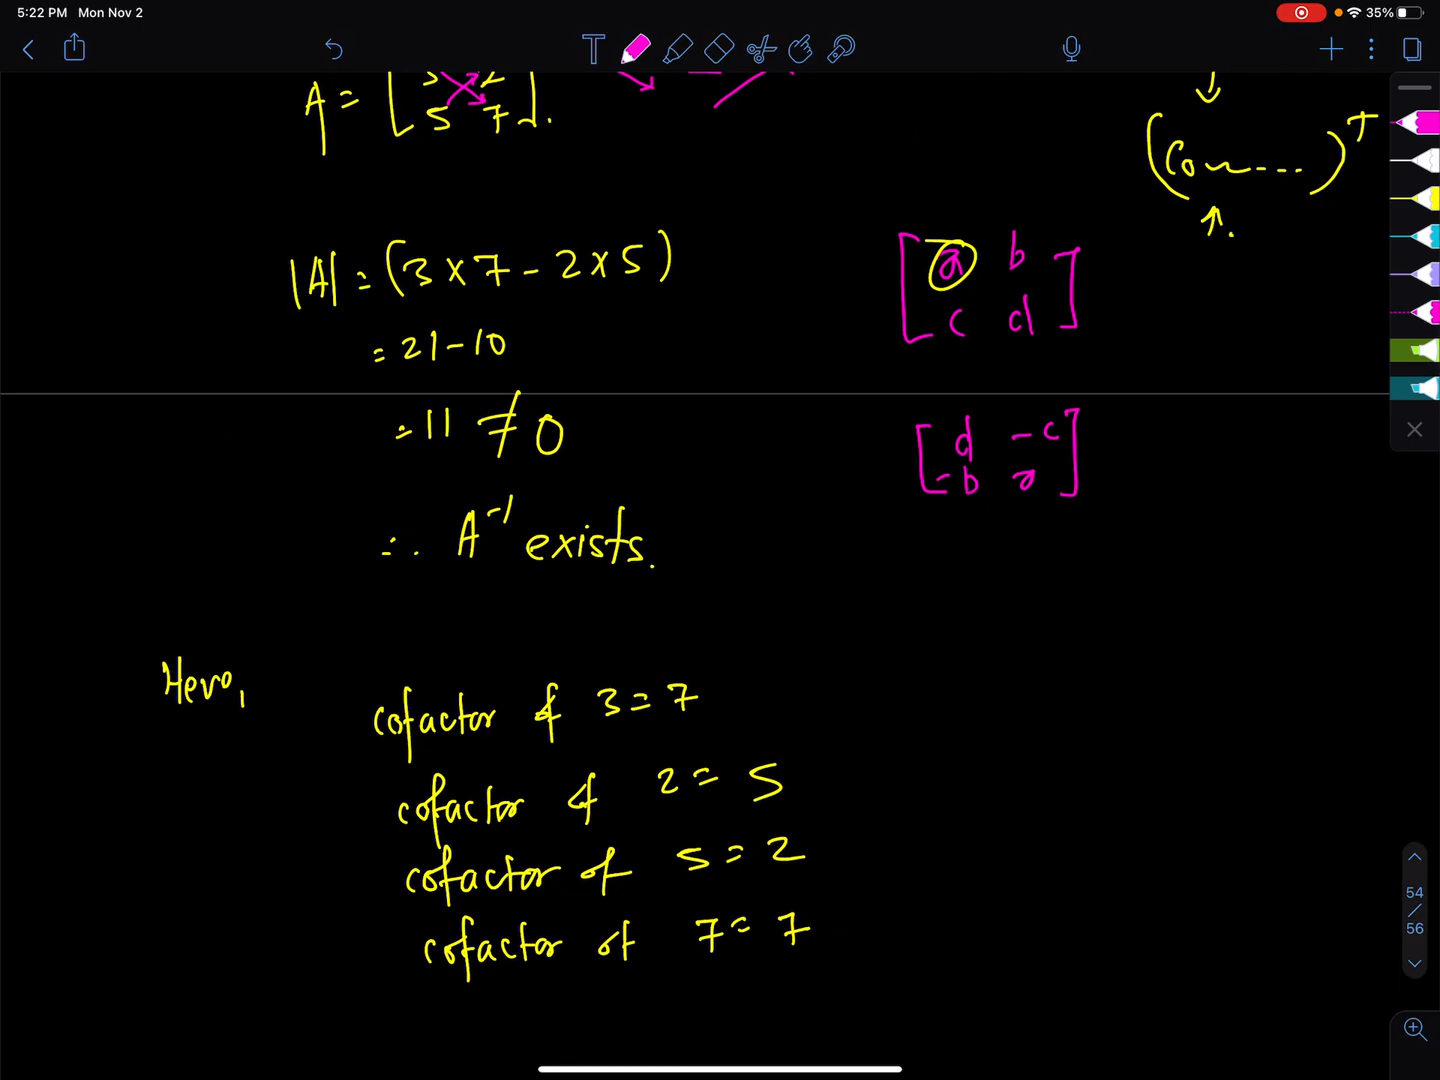 5:22 PM Mon Nov 2
35%
A = [ 3 2
5 7 ].
(Co ---)ᵀ
|A| = (3 × 7 - 2 × 5)
= 21 - 10
= 11 ≠ 0
∴ A⁻¹ exists.
[ a b
c d ]
[ d -c
-b a ]
Here,
cofactor of 3 = 7
cofactor of 2 = 5
cofactor of 5 = 2
cofactor of 7 = 7
54
/
56